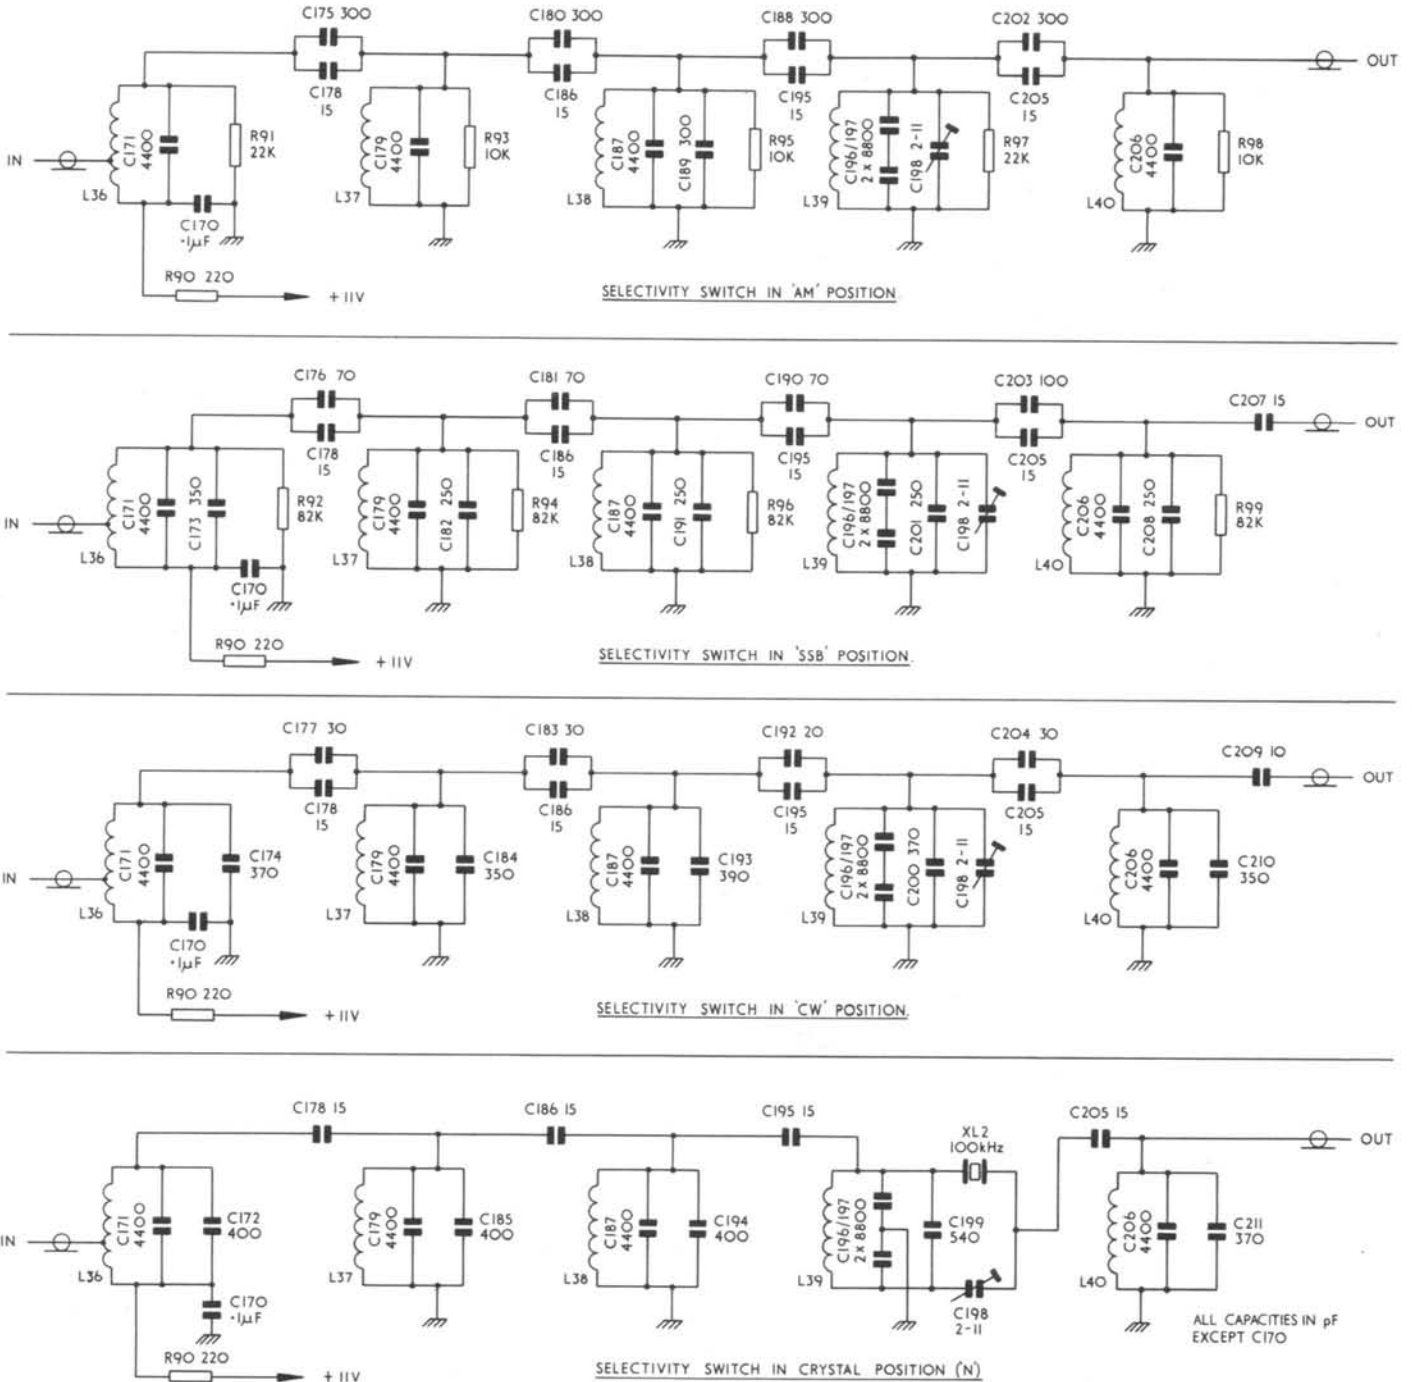 C175 300
C180 300
C188 300
C202 300
OUT
C178
15
C186
15
C195
15
C205
15
IN
L36
C171
4400
R91
22K
C170
·1µF
R90 220
+11V
L37
C179
4400
R93
10K
L38
C187
4400
C189 300
R95
10K
L39
C196/197
2 x 8800
C198 2-11
R97
22K
L40
C206
4400
R98
10K
SELECTIVITY SWITCH IN 'AM' POSITION
C176 70
C181 70
C190 70
C203 100
C207 15
OUT
C178
15
C186
15
C195
15
C205
15
IN
L36
C171
4400
C173 350
R92
82K
C170
·1µF
R90 220
+11V
L37
C179
4400
C182 250
R94
82K
L38
C187
4400
C191 250
R96
82K
L39
C196/197
2 x 8800
C201 250
C198 2-11
L40
C206
4400
C208 250
R99
82K
SELECTIVITY SWITCH IN 'SSB' POSITION.
C177 30
C183 30
C192 20
C204 30
C209 10
OUT
C178
15
C186
15
C195
15
C205
15
IN
L36
C171
4400
C174
370
C170
·1µF
R90 220
+11V
L37
C179
4400
C184
350
L38
C187
4400
C193
390
L39
C196/197
2 x 8800
C200 370
C198 2-11
L40
C206
4400
C210
350
SELECTIVITY SWITCH IN 'CW' POSITION.
C178 15
C186 15
C195 15
XL2
100kHz
C205 15
OUT
IN
L36
C171
4400
C172
400
C170
·1µF
R90 220
+11V
L37
C179
4400
C185
400
L38
C187
4400
C194
400
L39
C196/197
2 x 8800
C199
540
C198
2-11
L40
C206
4400
C211
370
ALL CAPACITIES IN pF
EXCEPT C170
SELECTIVITY SWITCH IN CRYSTAL POSITION ('N')